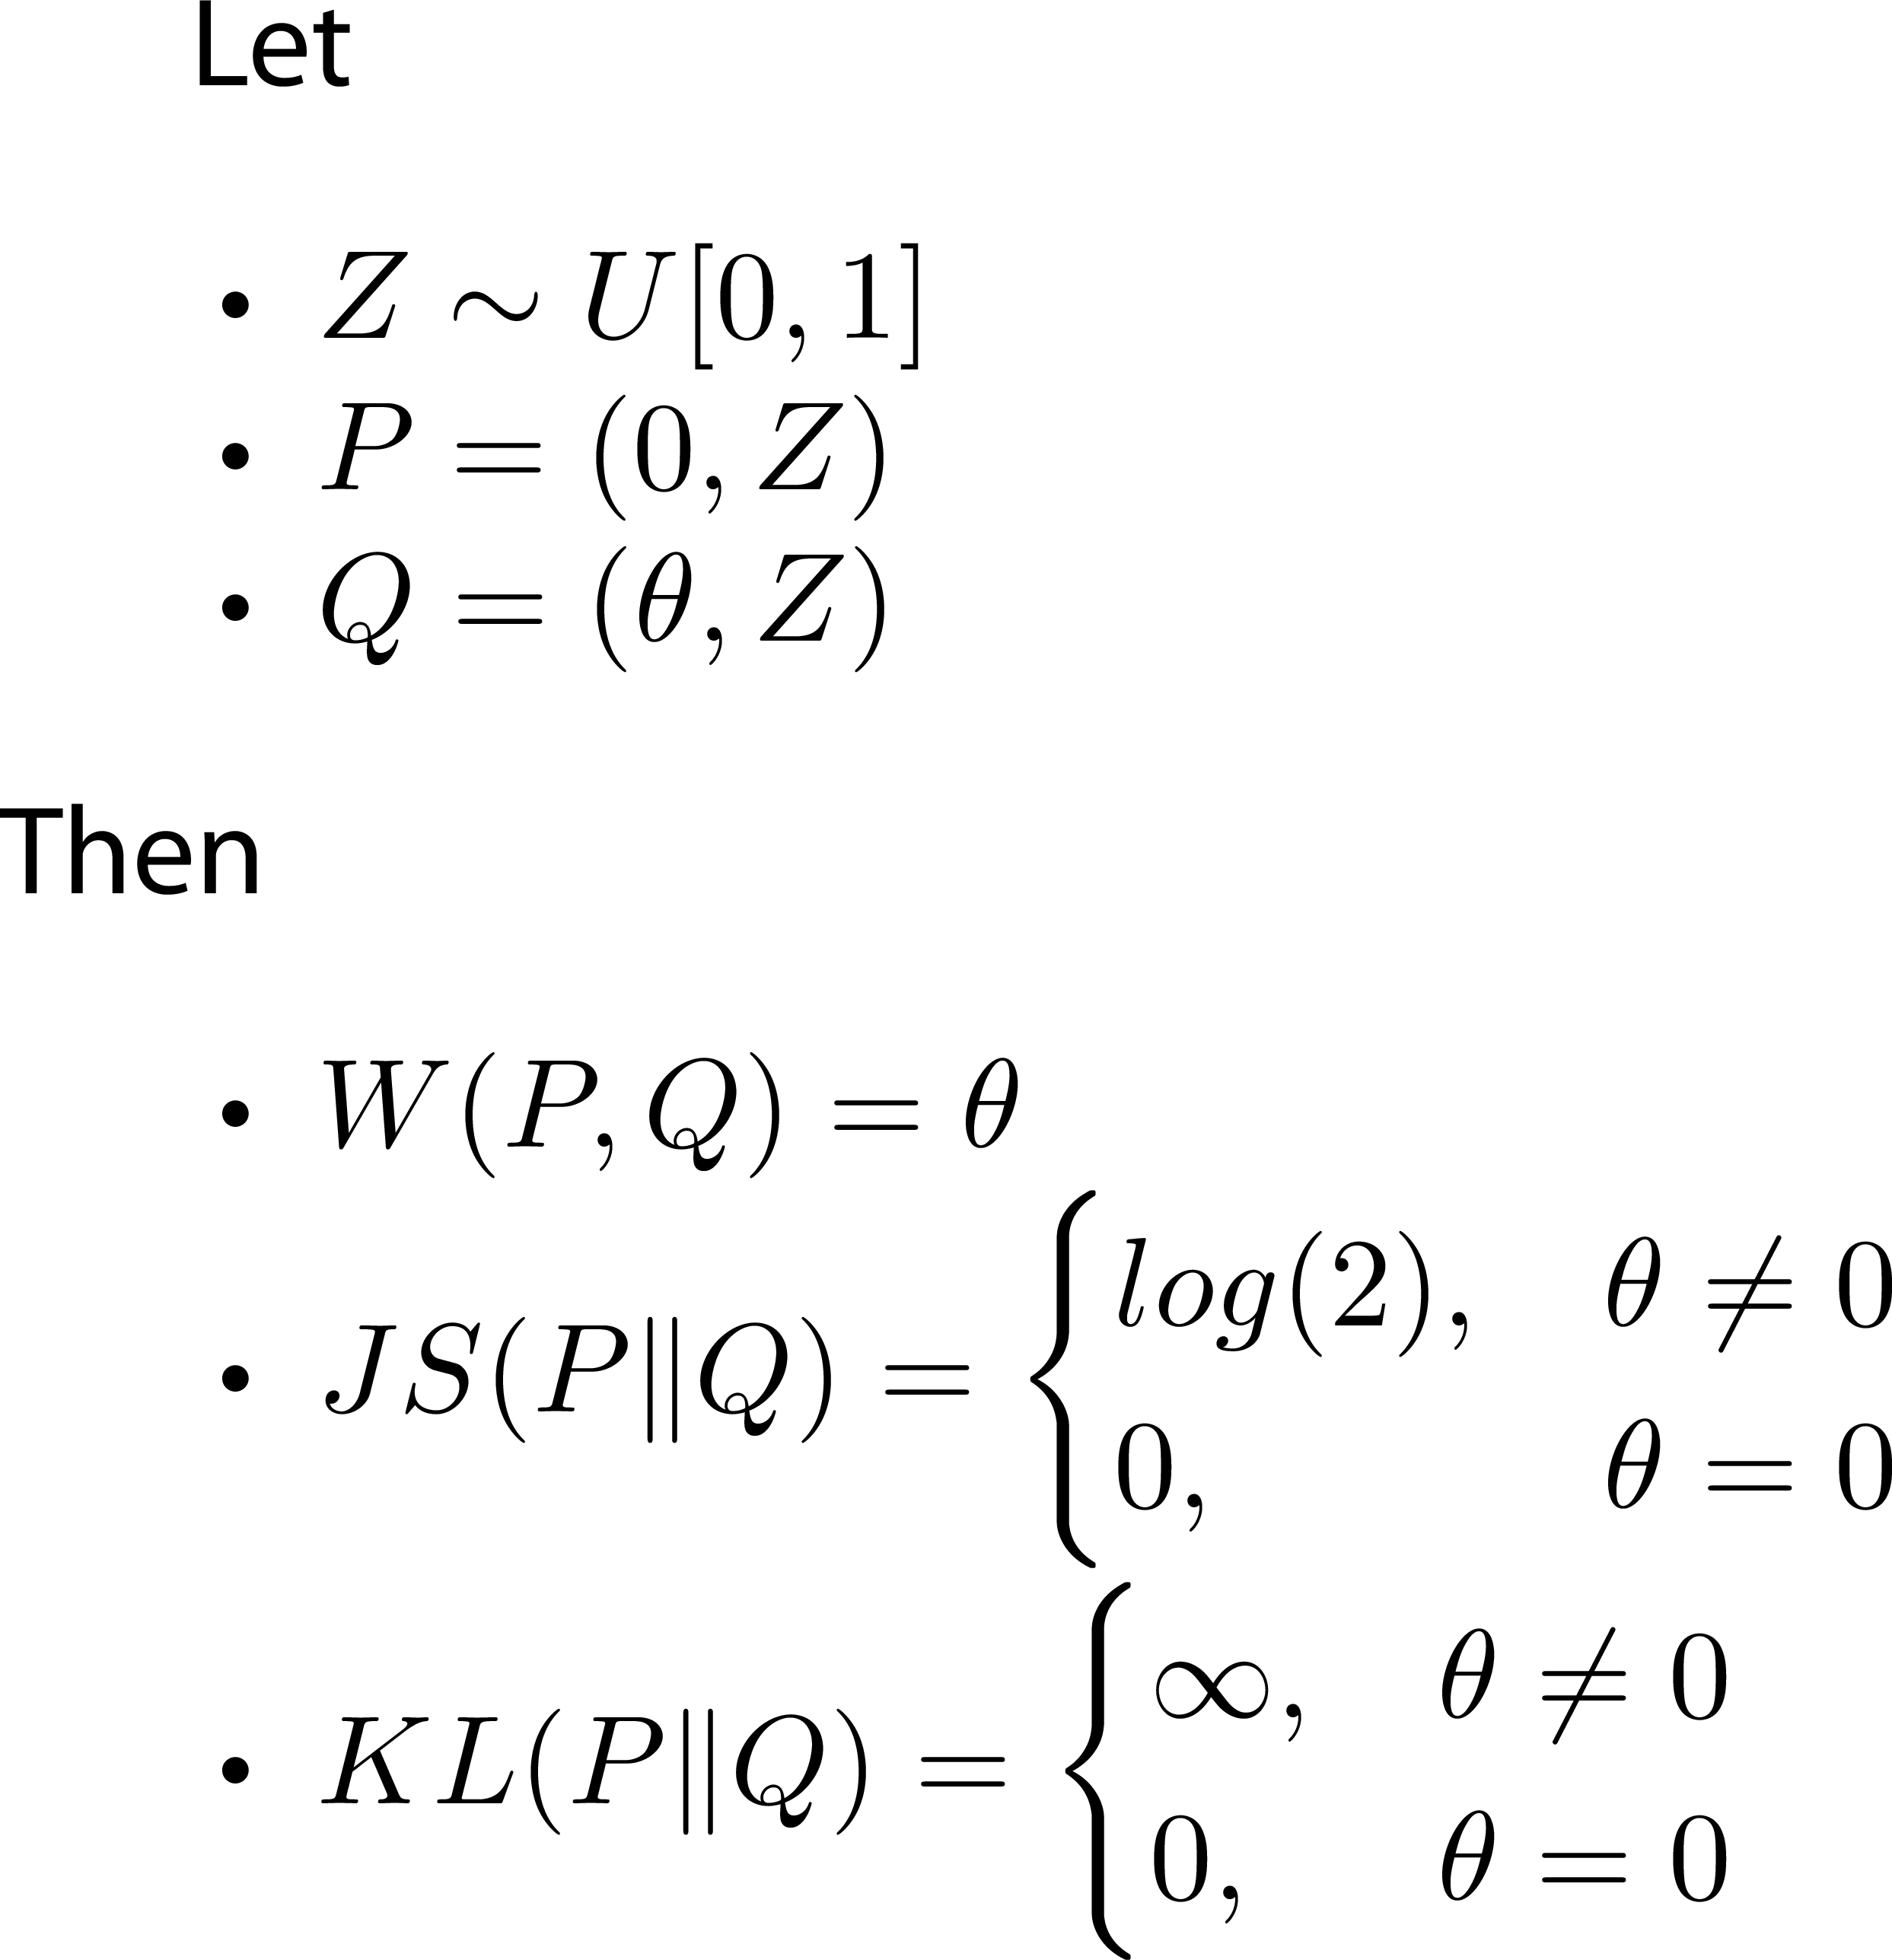 Let
• Z ∼ U[0, 1]
• P = (0, Z)
• Q = (θ, Z)
Then
• W(P, Q) = θ
• JS(P‖Q) = { log(2), θ ≠ 0
0, θ = 0
• KL(P‖Q) = { ∞, θ ≠ 0
0, θ = 0